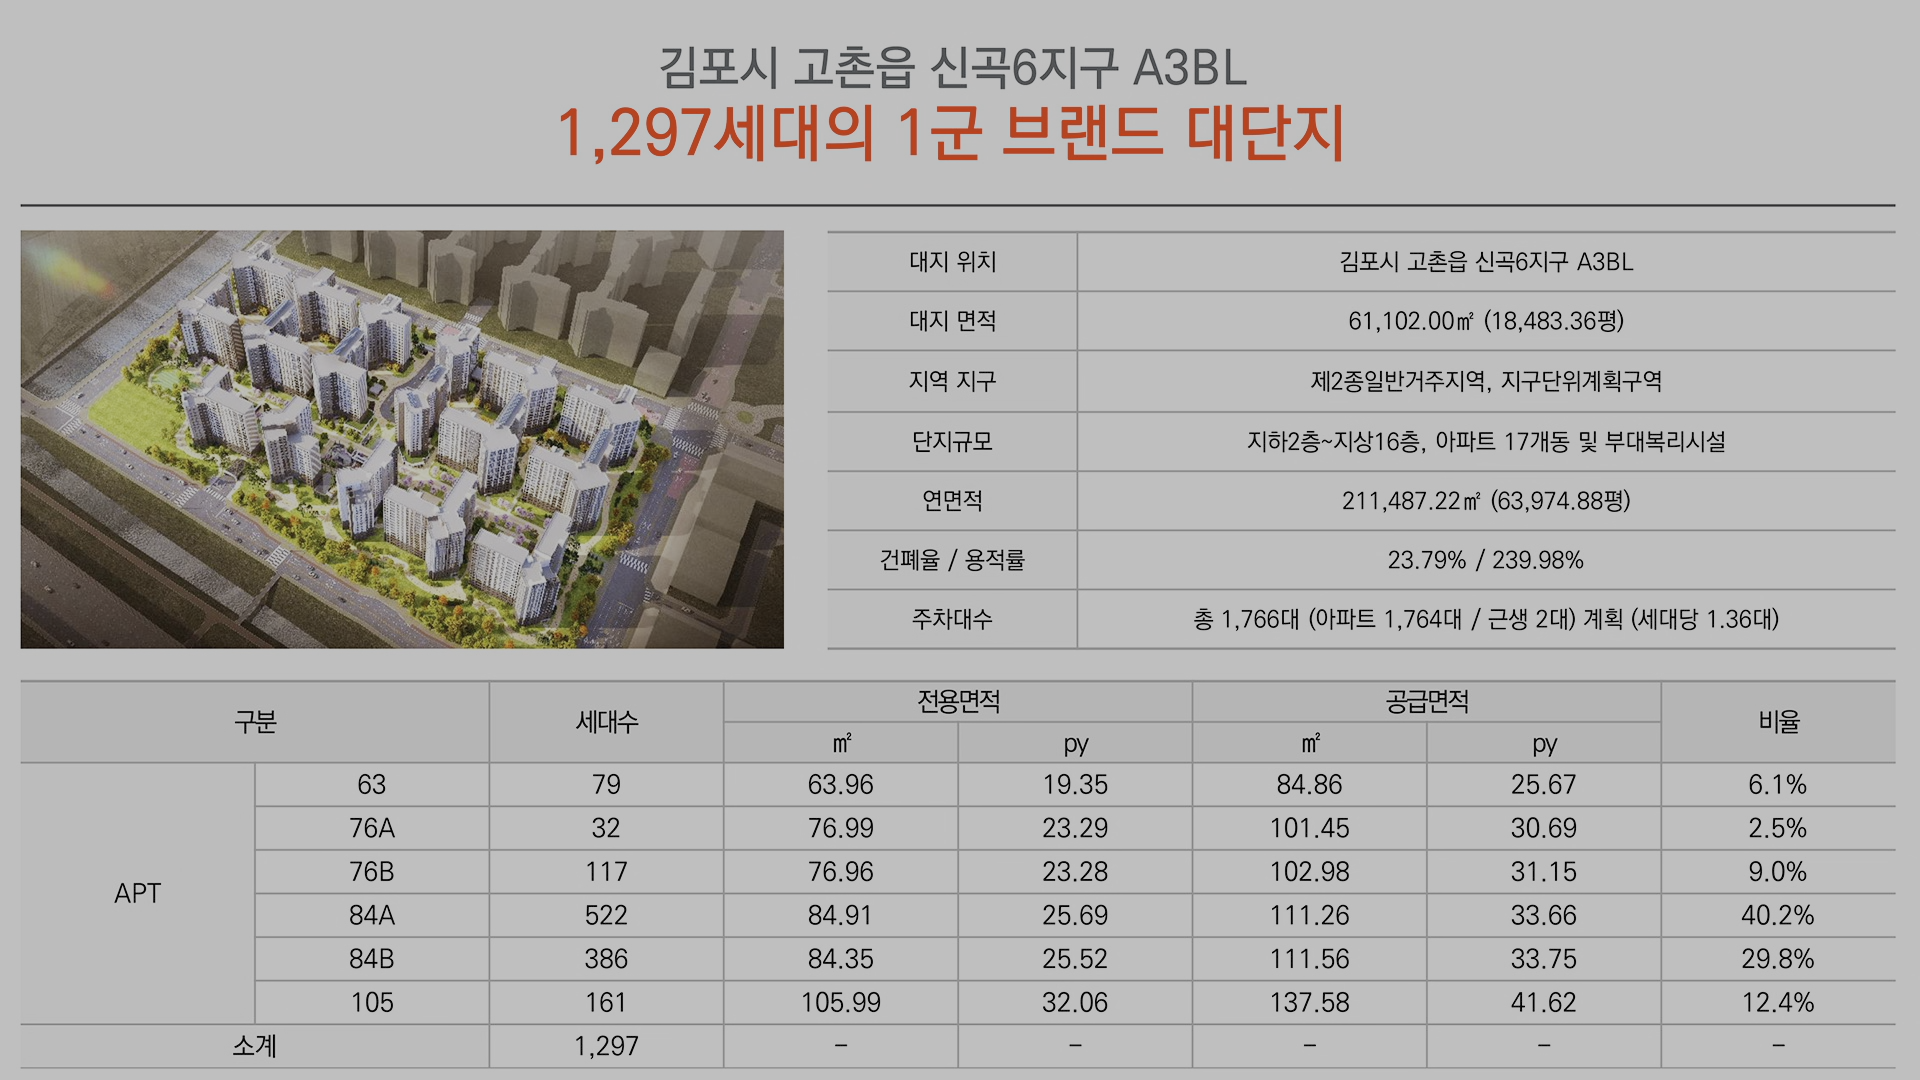 김포시 고촌읍 신곡6지구 A3BL
1,297세대의 1군 브랜드 대단지
대지 위치 김포시 고촌읍 신곡6지구 A3BL
대지 면적 61,102.00㎡ (18,483.36평)
지역 지구 제2종일반거주지역, 지구단위계획구역
단지규모 지하2층~지상16층, 아파트 17개동 및 부대복리시설
연면적 211,487.22㎡ (63,974.88평)
건폐율 / 용적률 23.79% / 239.98%
주차대수 총 1,766대 (아파트 1,764대 / 근생 2대) 계획 (세대당 1.36대)
구분 세대수 전용면적 공급면적 비율
㎡ py ㎡ py
63 79 63.96 19.35 84.86 25.67 6.1%
76A 32 76.99 23.29 101.45 30.69 2.5%
76B 117 76.96 23.28 102.98 31.15 9.0%
APT
84A 522 84.91 25.69 111.26 33.66 40.2%
84B 386 84.35 25.52 111.56 33.75 29.8%
105 161 105.99 32.06 137.58 41.62 12.4%
소계 1,297 – – – – –